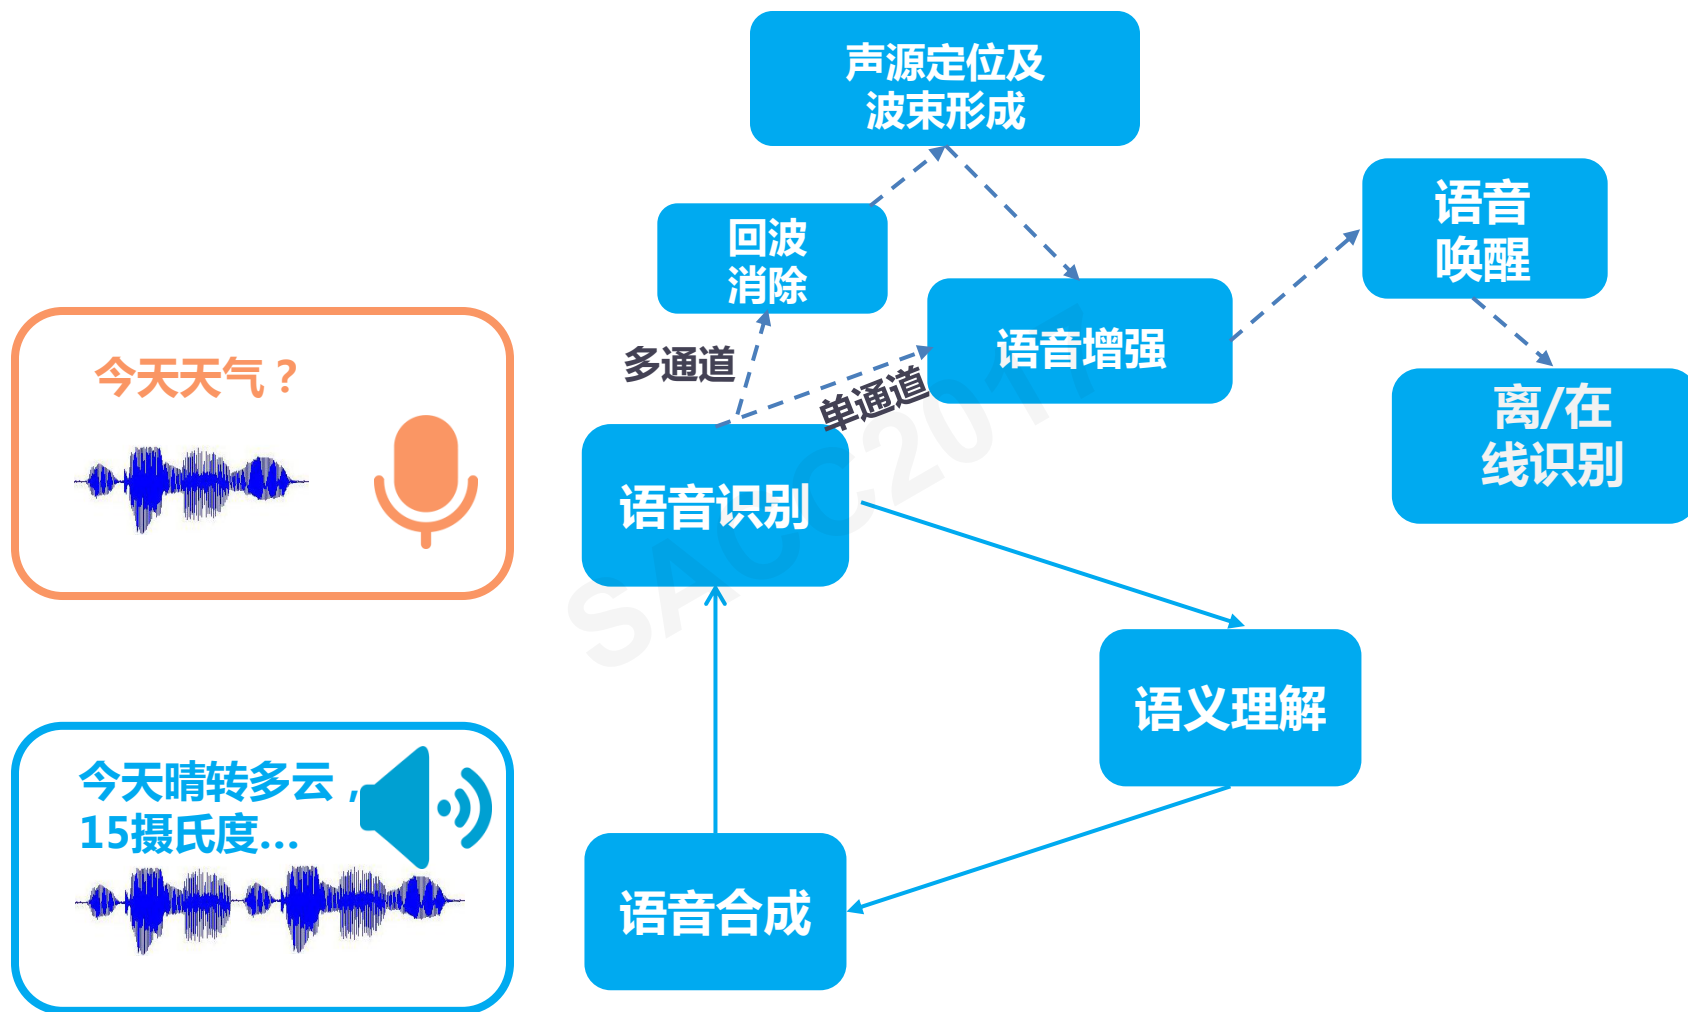 声源定位及
波束形成
语音
唤醒
回波
消除
语音增强
多通道
单通道
今天天气？
离/在
线识别
语音识别
SACC2017
语义理解
今天晴转多云，
15摄氏度...
语音合成